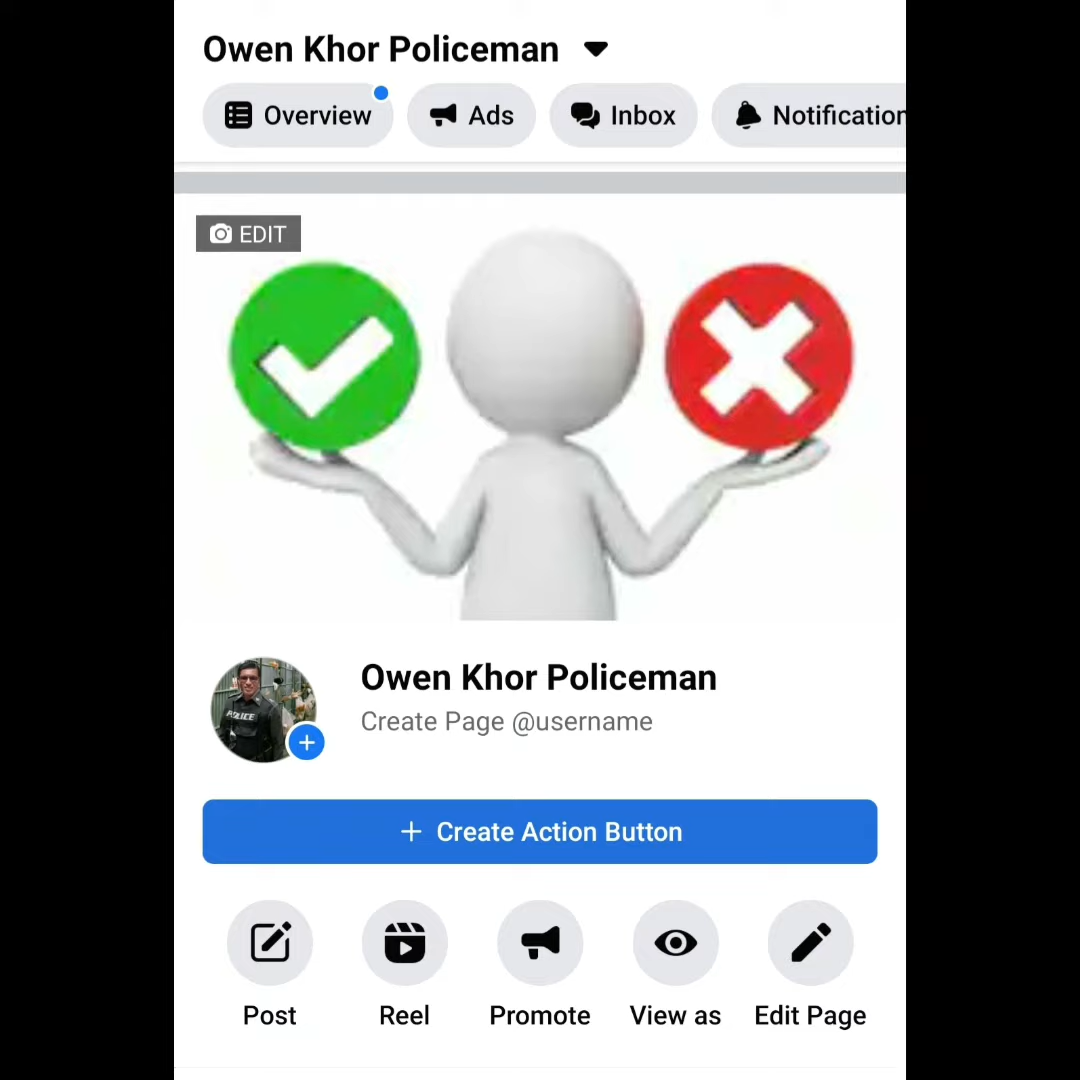 Owen Khor Policeman
Overview
Ads
Inbox
Notification
EDIT
POLICE
Owen Khor Policeman
Create Page @username
+ Create Action Button
Post
Reel
Promote
View as
Edit Page